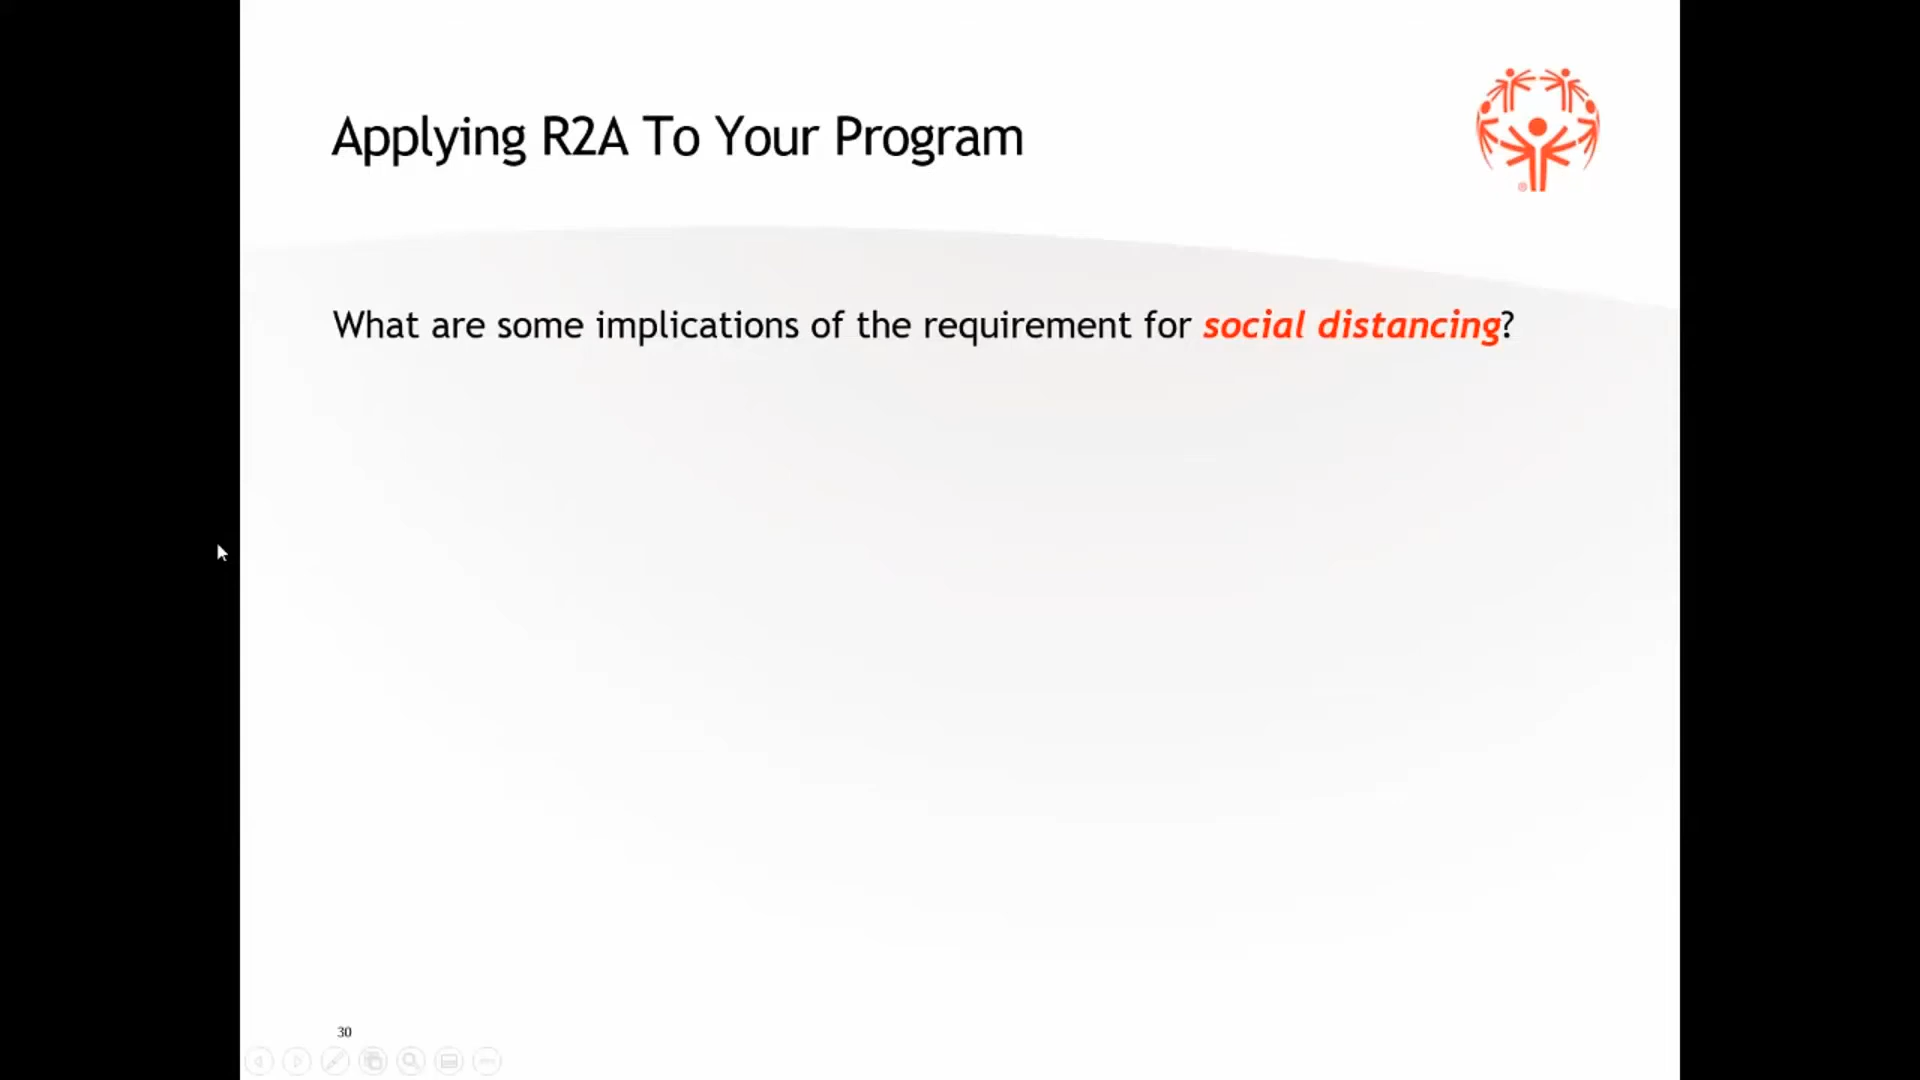 Applying R2A To Your Program
What are some implications of the requirement for social distancing?
30